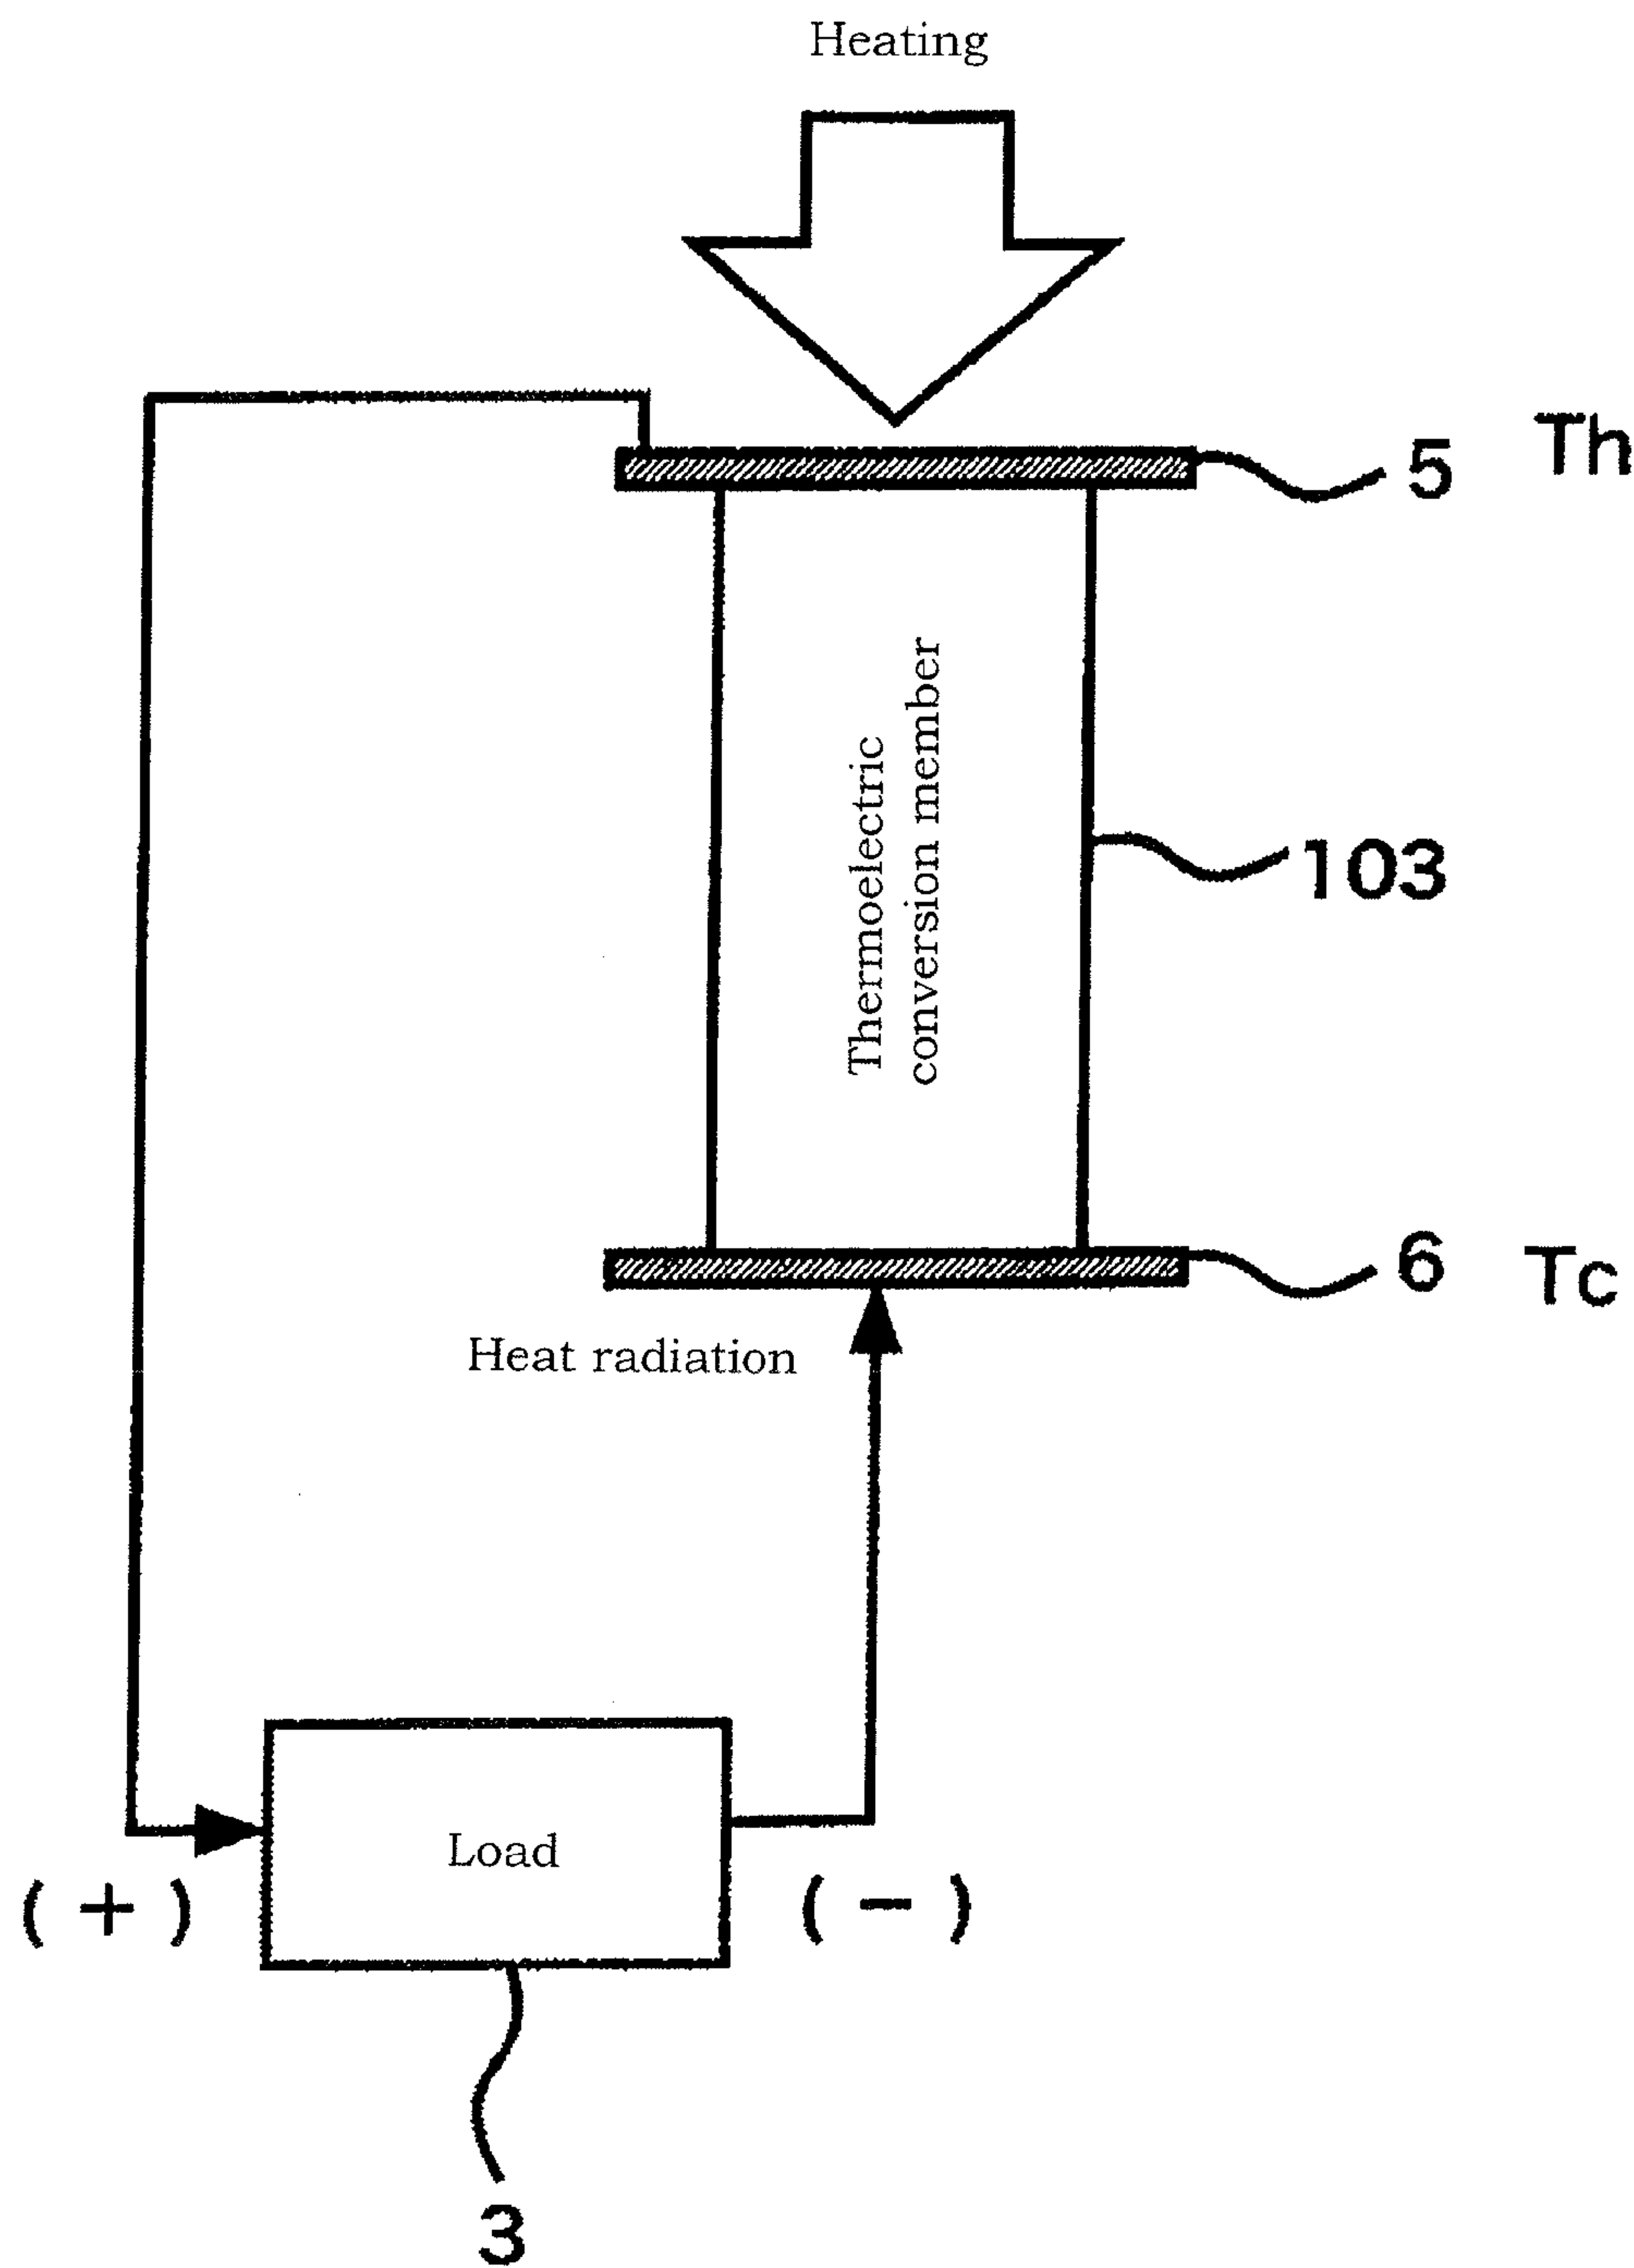 Heating
5
Th
Thermoelectric
conversion member
103
6
Tc
Heat radiation
Load
(+)
(-)
3